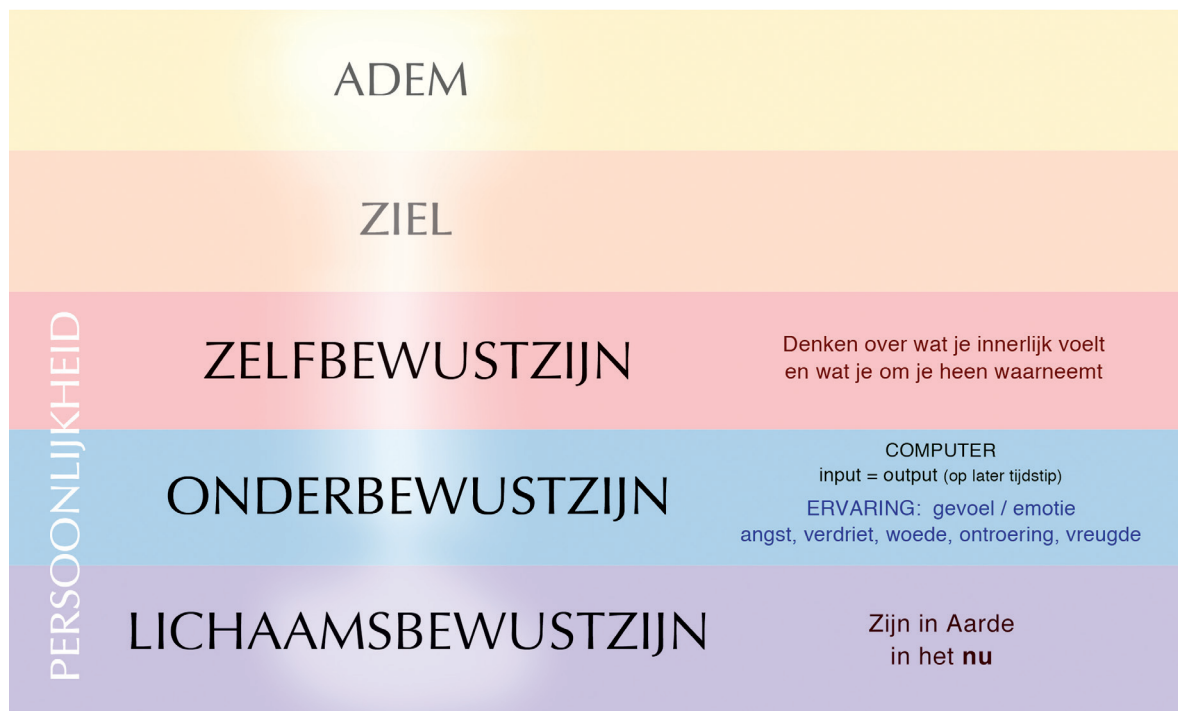 ADEM
ZIEL
PERSOONLIJKHEID
ZELFBEWUSTZIJN
Denken over wat je innerlijk voelt
en wat je om je heen waarneemt
ONDERBEWUSTZIJN
COMPUTER
input = output (op later tijdstip)
ERVARING: gevoel / emotie
angst, verdriet, woede, ontroering, vreugde
LICHAAMSBEWUSTZIJN
Zijn in Aarde
in het nu